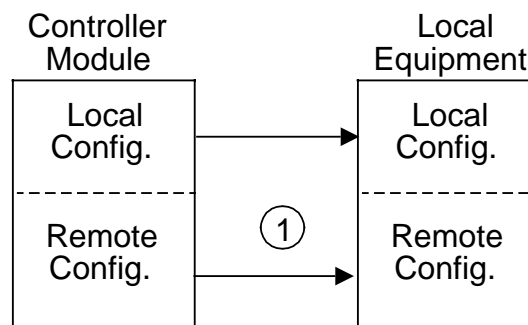 Controller
Module
Local
Equipment
Local
Config.
Local
Config.
Remote
Config.
1
Remote
Config.